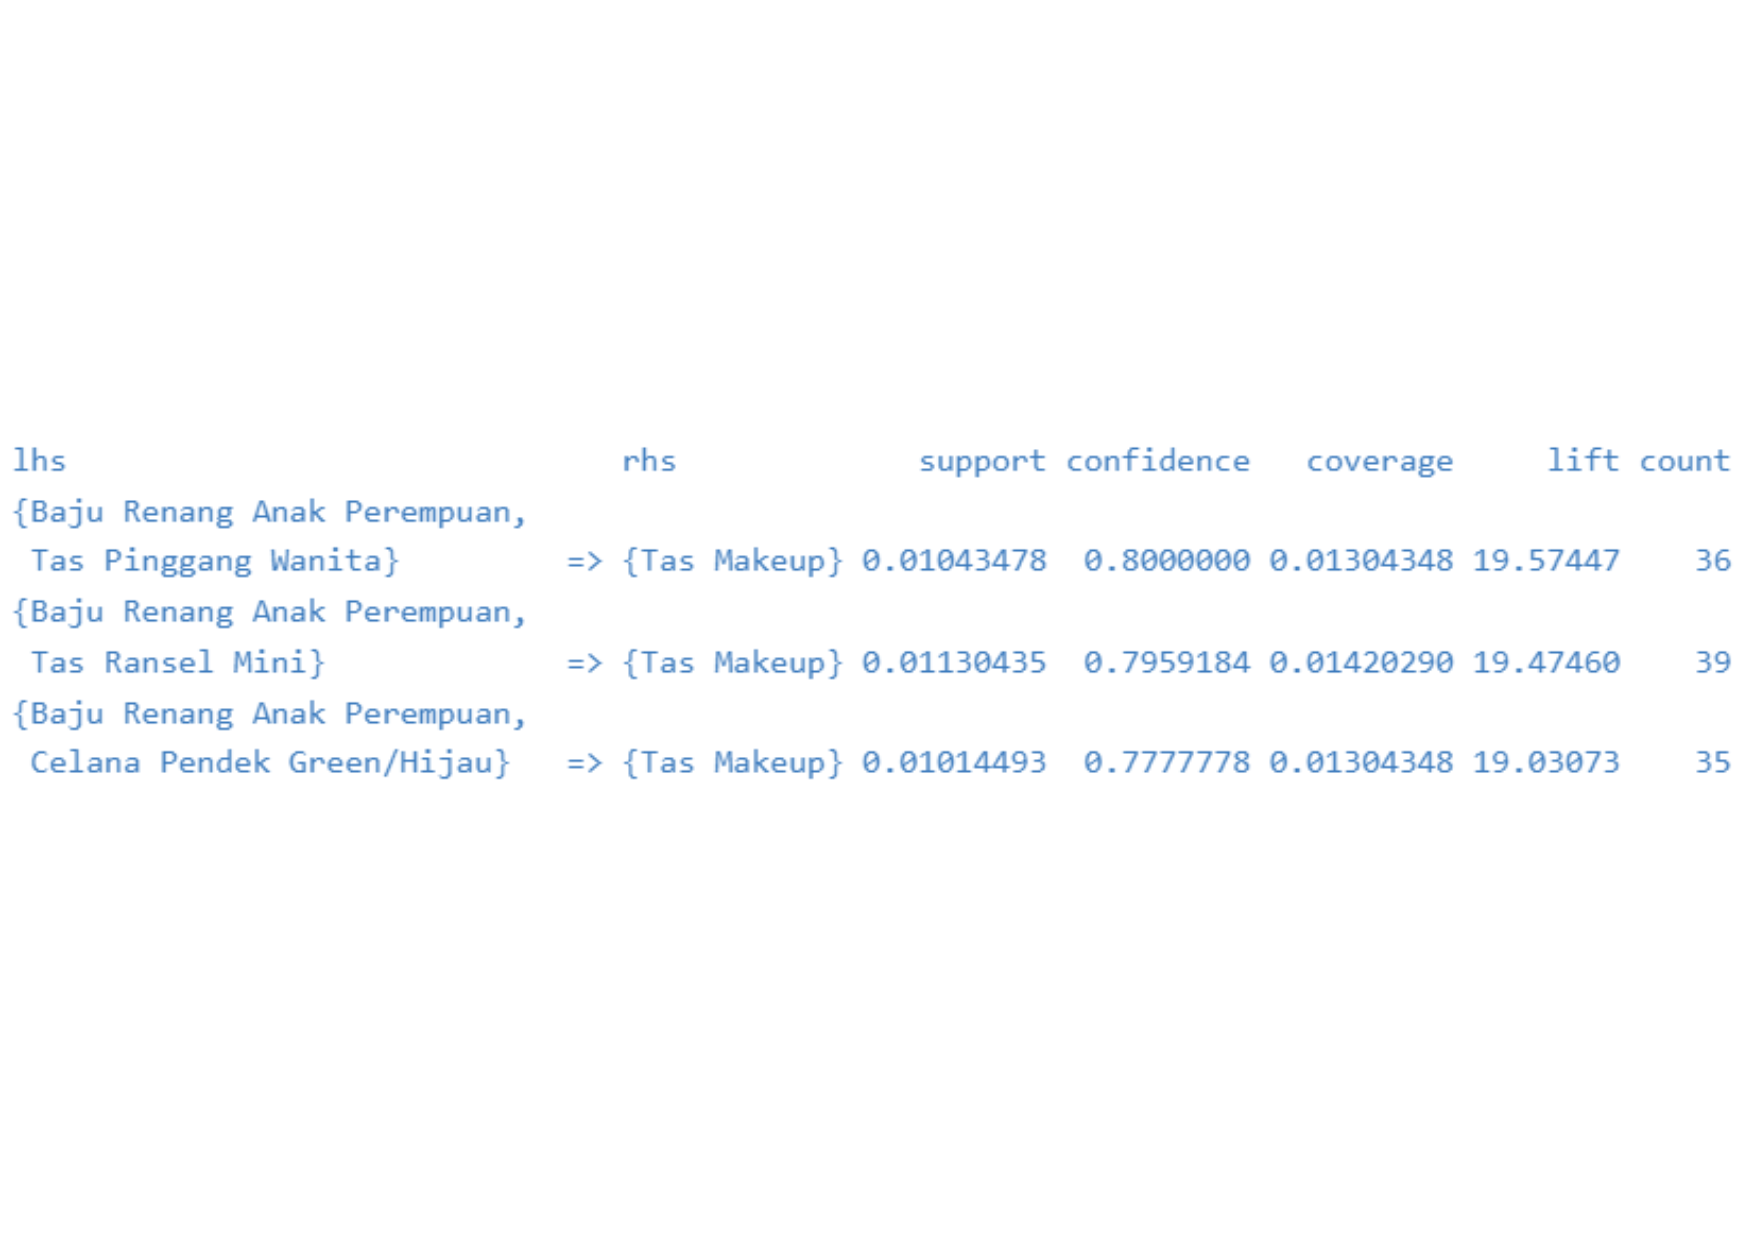 lhs rhs support confidence coverage lift count
{Baju Renang Anak Perempuan,
Tas Pinggang Wanita} => {Tas Makeup} 0.01043478 0.8000000 0.01304348 19.57447 36
{Baju Renang Anak Perempuan,
Tas Ransel Mini} => {Tas Makeup} 0.01130435 0.7959184 0.01420290 19.47460 39
{Baju Renang Anak Perempuan,
Celana Pendek Green/Hijau} => {Tas Makeup} 0.01014493 0.7777778 0.01304348 19.03073 35